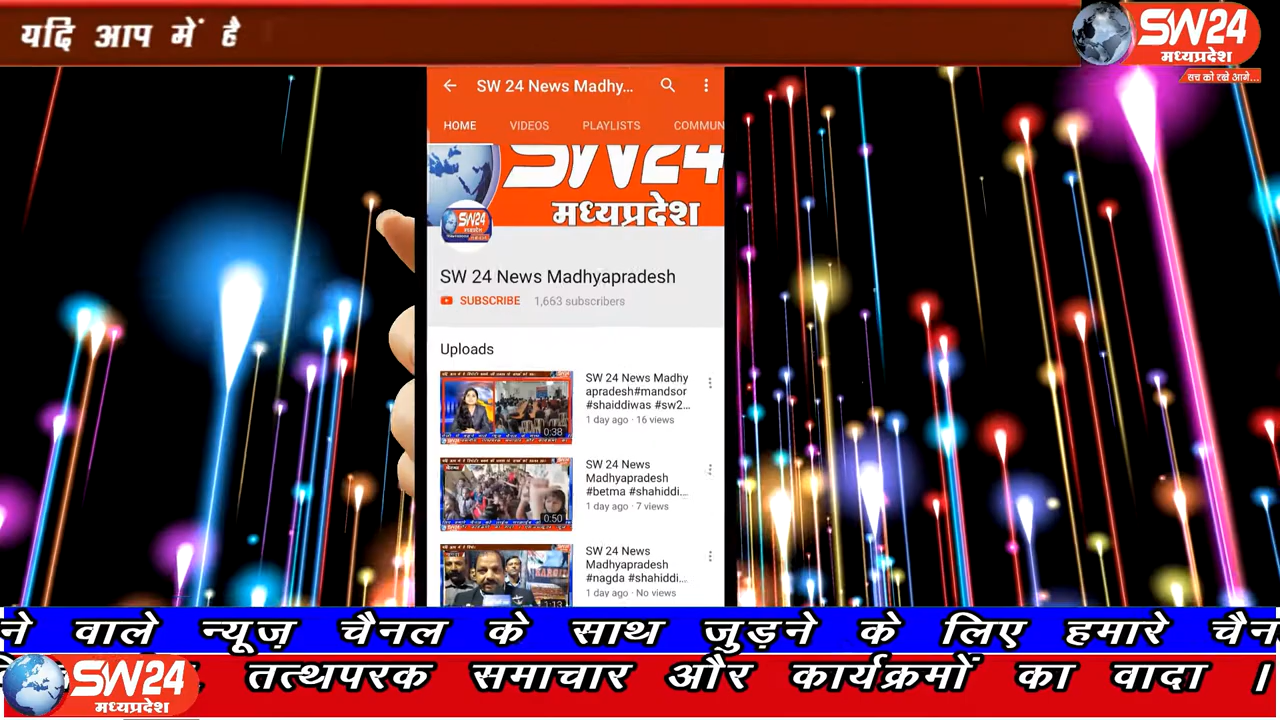 यदि आप में है
SW24
मध्यप्रदेश
सच को रखे आगे...
SW 24 News Madhy...
HOME VIDEOS PLAYLISTS COMMUN
SW24
मध्यप्रदेश
SW24
SW 24 News Madhyapradesh
SUBSCRIBE 1,663 subscribers
Uploads
SW 24 News Madhy
apradesh#mandsor
#shaiddiwas #sw2...
1 day ago · 16 views
0:38
SW 24 News
Madhyapradesh
#betma #shahiddi...
1 day ago · 7 views
0:50
SW 24 News
Madhyapradesh
#nagda #shahiddi...
1 day ago · No views
1:13
ने वाले न्यूज़ चैनल के साथ जुड़ने के लिए हमारे चैन
तत्थपरक समाचार और कार्यक्रमों का वादा ।
SW24
मध्यप्रदेश